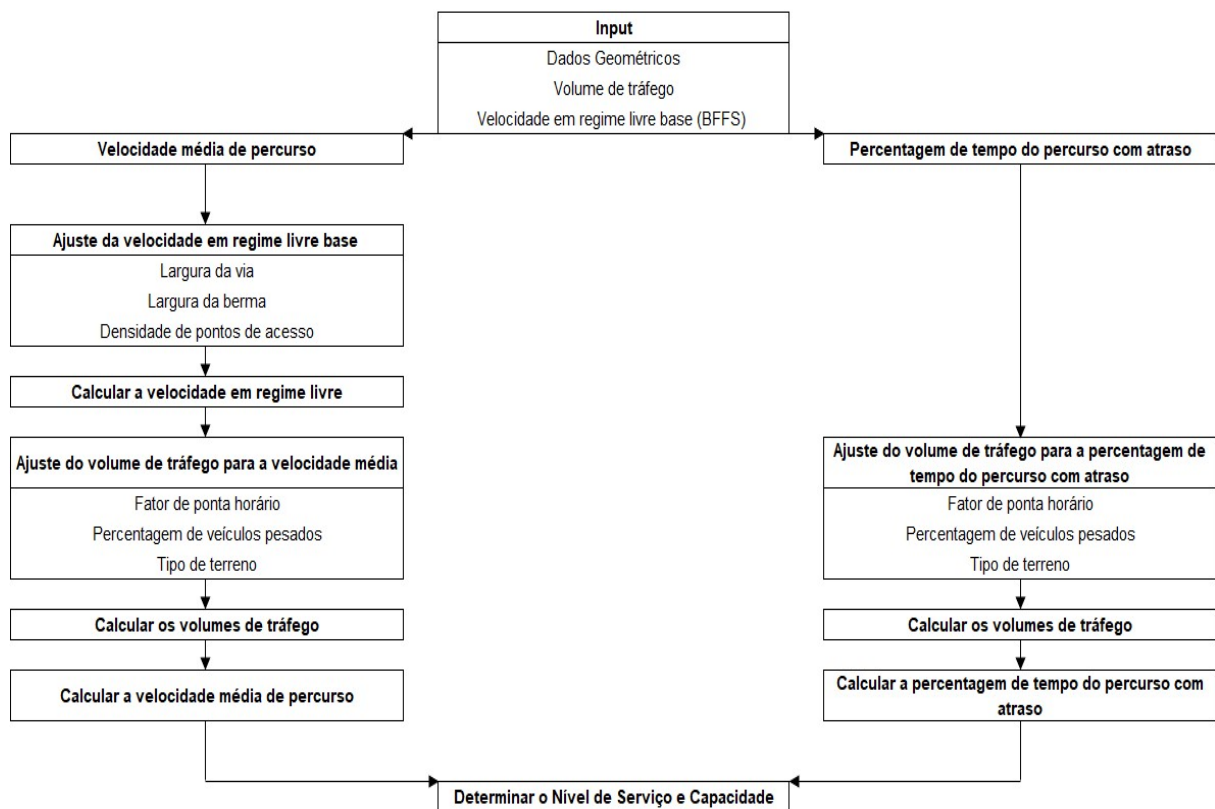 Input
Dados Geométricos
Volume de tráfego
Velocidade em regime livre base (BFFS)
Velocidade média de percurso
Ajuste da velocidade em regime livre base
Largura da via
Largura da berma
Densidade de pontos de acesso
Calcular a velocidade em regime livre
Ajuste do volume de tráfego para a velocidade média
Fator de ponta horário
Percentagem de veículos pesados
Tipo de terreno
Calcular os volumes de tráfego
Calcular a velocidade média de percurso
Percentagem de tempo do percurso com atraso
Ajuste do volume de tráfego para a percentagem de
tempo do percurso com atraso
Fator de ponta horário
Percentagem de veículos pesados
Tipo de terreno
Calcular os volumes de tráfego
Calcular a percentagem de tempo do percurso com
atraso
Determinar o Nível de Serviço e Capacidade